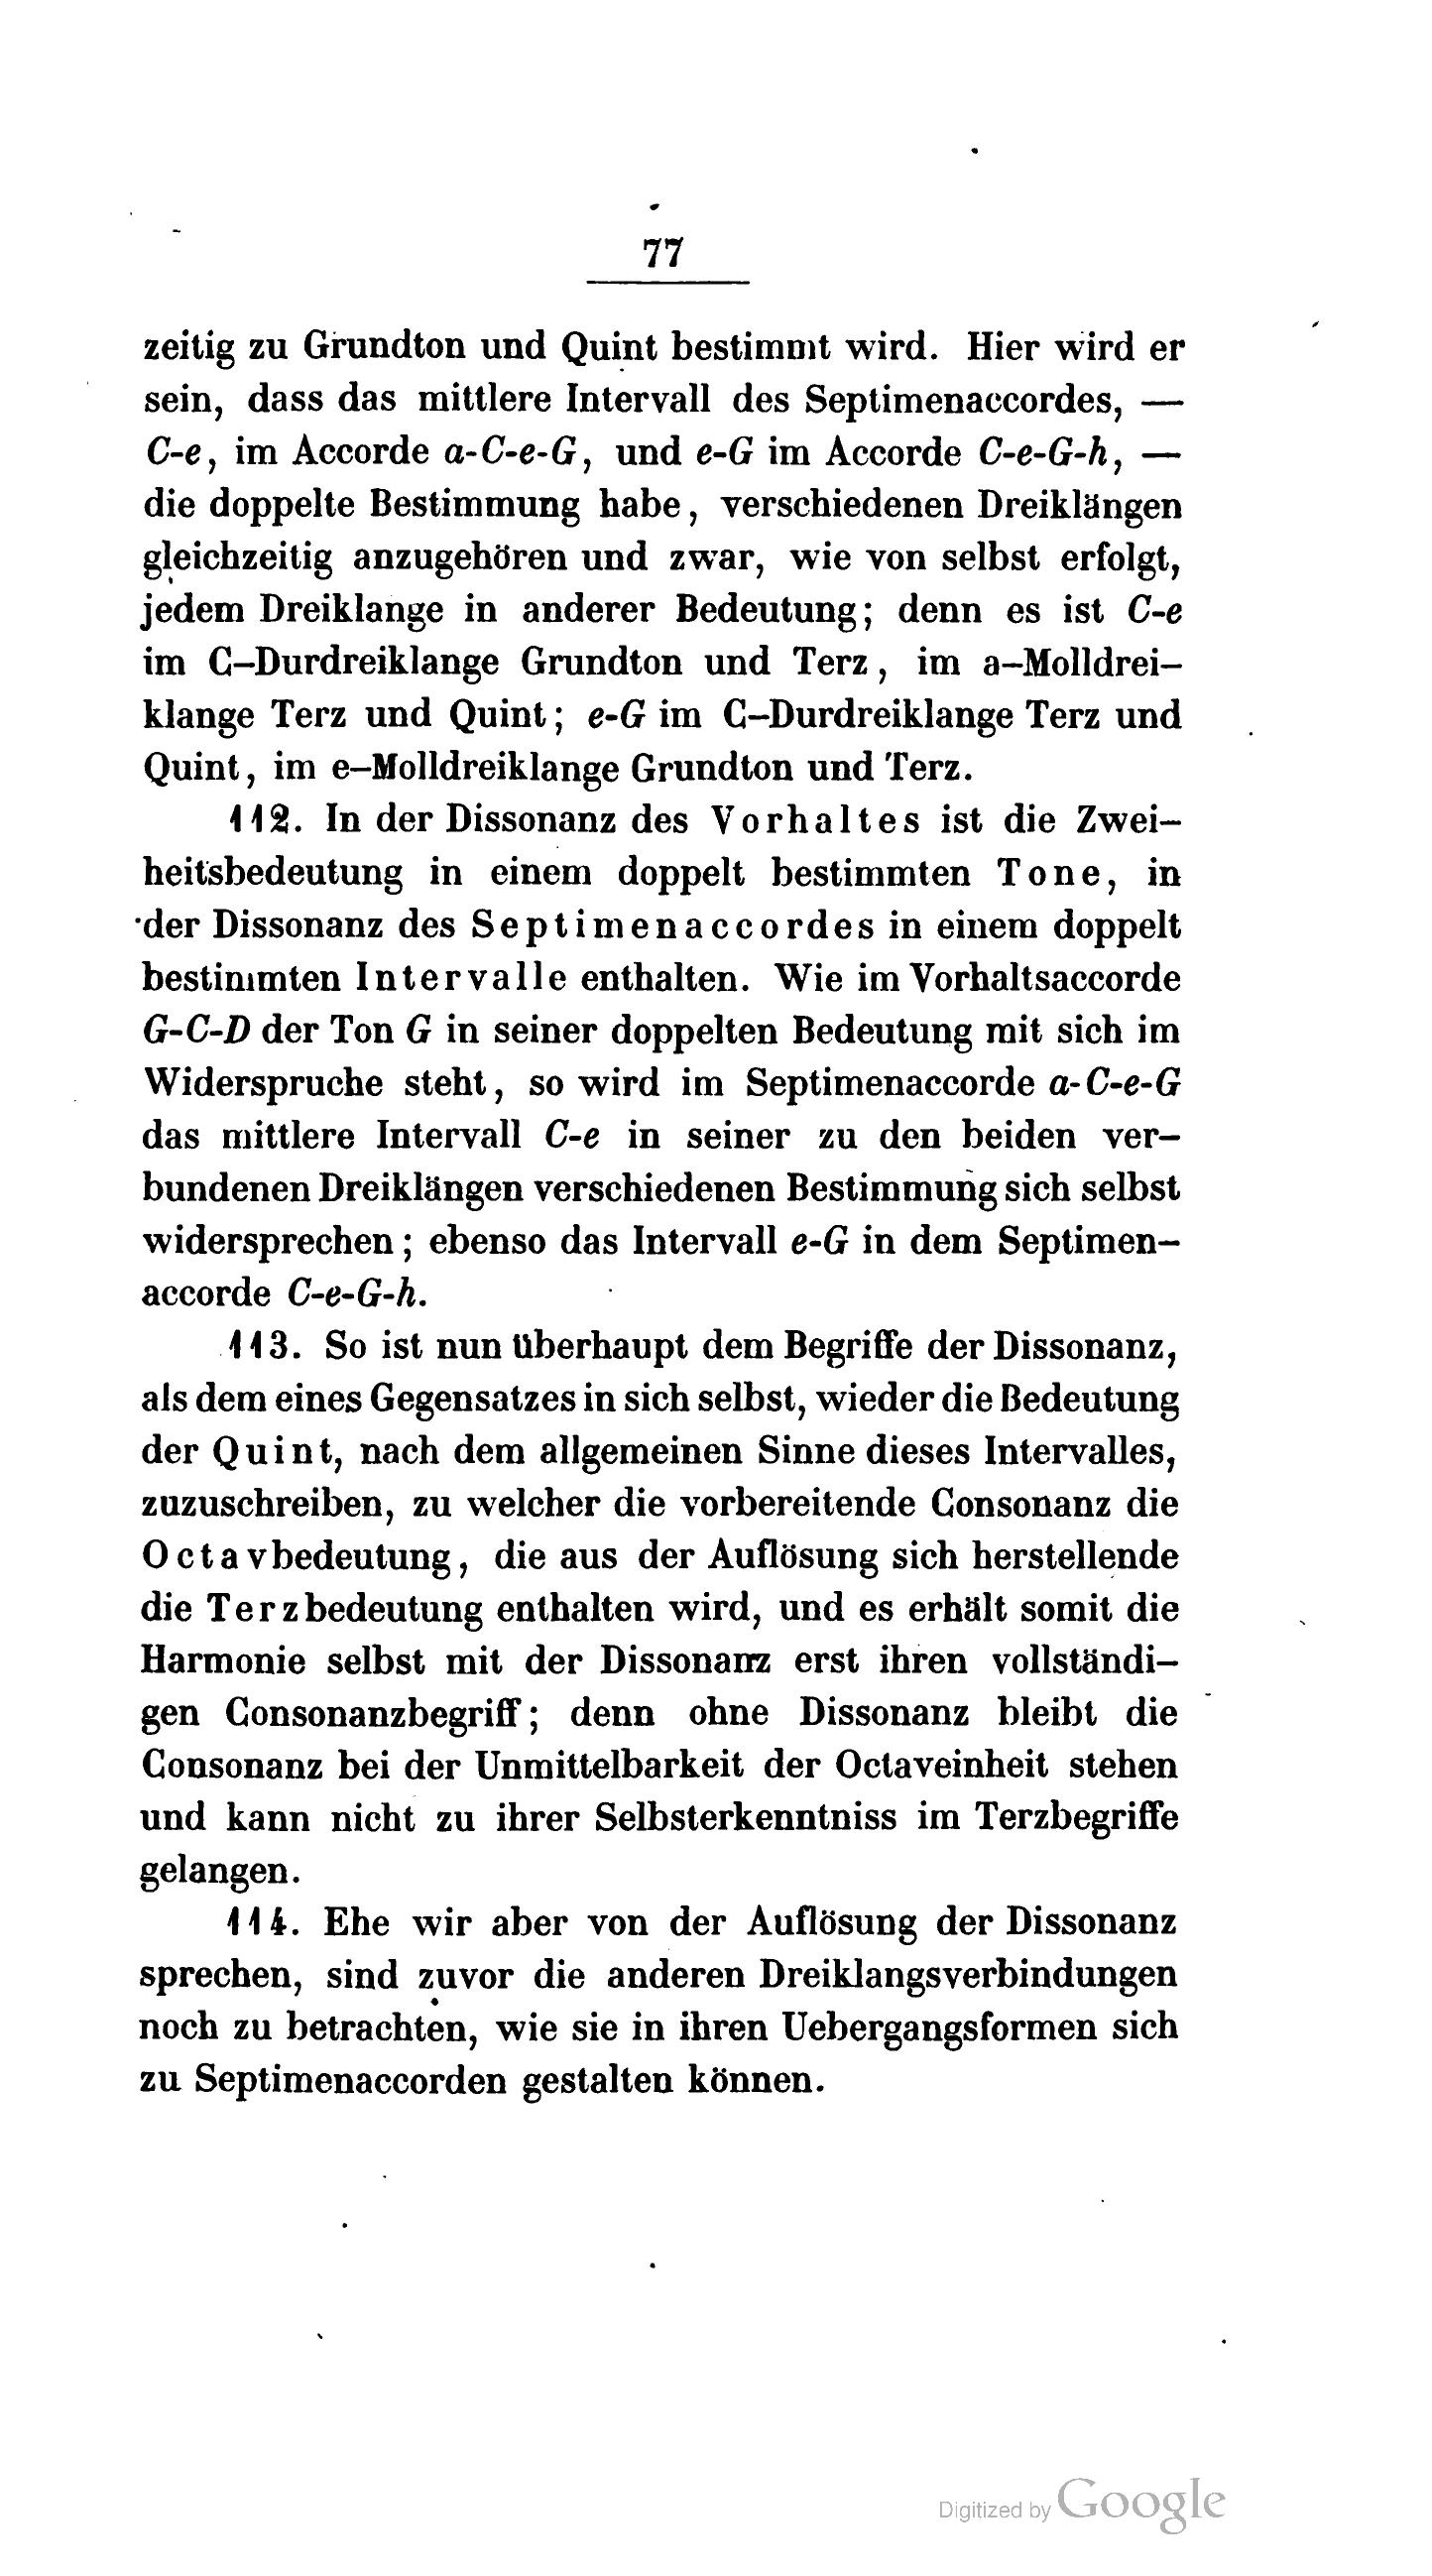 77
zeitig zu Grundton und Quint bestimmt wird. Hier wird er
sein, dass das mittlere Intervall des Septimenaccordes, —
C-e, im Accorde a-C-e-G, und e-G im Accorde C-e-G-h, —
die doppelte Bestimmung habe, verschiedenen Dreiklängen
gleichzeitig anzugehören und zwar, wie von selbst erfolgt,
jedem Dreiklange in anderer Bedeutung; denn es ist C-e
im C-Durdreiklange Grundton und Terz, im a-Molldrei-
klange Terz und Quint; e-G im C-Durdreiklange Terz und
Quint, im e-Molldreiklange Grundton und Terz.
112. In der Dissonanz des Vorhaltes ist die Zwei-
heitsbedeutung in einem doppelt bestimmten Tone, in
der Dissonanz des Septimenaccordes in einem doppelt
bestimmten Intervalle enthalten. Wie im Vorhaltsaccorde
G-C-D der Ton G in seiner doppelten Bedeutung mit sich im
Widerspruche steht, so wird im Septimenaccorde a-C-e-G
das mittlere Intervall C-e in seiner zu den beiden ver-
bundenen Dreiklängen verschiedenen Bestimmung sich selbst
widersprechen; ebenso das Intervall e-G in dem Septimen-
accorde C-e-G-h.
113. So ist nun überhaupt dem Begriffe der Dissonanz,
als dem eines Gegensatzes in sich selbst, wieder die Bedeutung
der Quint, nach dem allgemeinen Sinne dieses Intervalles,
zuzuschreiben, zu welcher die vorbereitende Consonanz die
Octavbedeutung, die aus der Auflösung sich herstellende
die Terzbedeutung enthalten wird, und es erhält somit die
Harmonie selbst mit der Dissonanz erst ihren vollständi-
gen Consonanzbegriff; denn ohne Dissonanz bleibt die
Consonanz bei der Unmittelbarkeit der Octaveinheit stehen
und kann nicht zu ihrer Selbsterkenntniss im Terzbegriffe
gelangen.
114. Ehe wir aber von der Auflösung der Dissonanz
sprechen, sind zuvor die anderen Dreiklangsverbindungen
noch zu betrachten, wie sie in ihren Uebergangsformen sich
zu Septimenaccorden gestalten können.
Digitized by Google